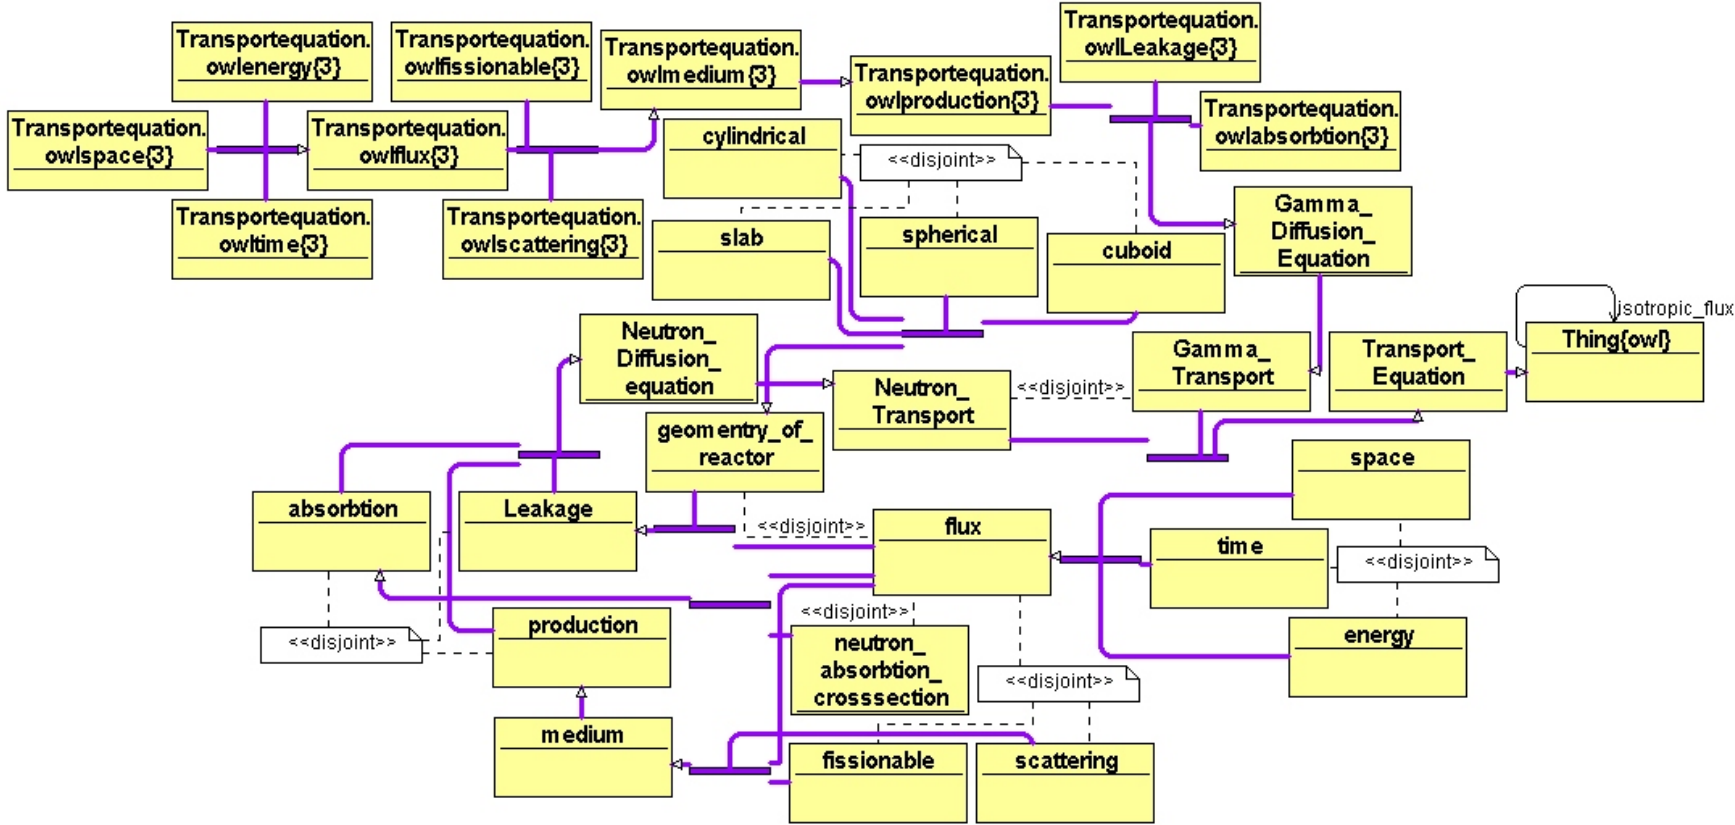 Transportequation.
owlenergy{3}
Transportequation.
owlfissionable{3}
Transportequation.
owlmedium{3}
Transportequation.
owlLeakage{3}
Transportequation.
owlproduction{3}
Transportequation.
owlabsorbtion{3}
Transportequation.
owlspace{3}
Transportequation.
owlflux{3}
cylindrical
<<disjoint>>
Transportequation.
owltime{3}
Transportequation.
owlscattering{3}
slab
spherical
cuboid
Gamma_
Diffusion_
Equation
isotropic_flux
Thing{owl}
Neutron_
Diffusion_
equation
Gamma_
Transport
Transport_
Equation
Neutron_
Transport
<<disjoint>>
geomentry_of_
reactor
space
absorbtion
Leakage
<<disjoint>>
flux
time
<<disjoint>>
<<disjoint>>
production
<<disjoint>>
neutron_
absorbtion_
crosssection
energy
<<disjoint>>
medium
fissionable
scattering